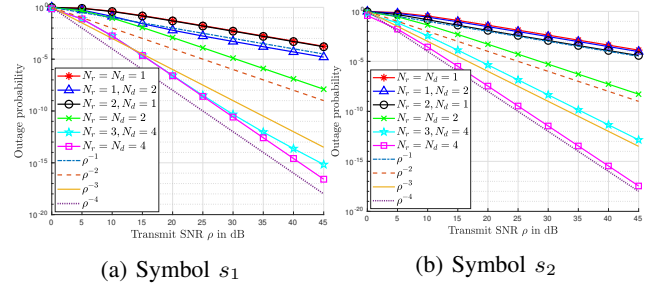 10^0
10^-5
10^-10
10^-15
10^-20
Outage probability
N_r = N_d = 1
N_r = 1, N_d = 2
N_r = 2, N_d = 1
N_r = N_d = 2
N_r = 3, N_d = 4
N_r = N_d = 4
ρ^-1
ρ^-2
ρ^-3
ρ^-4
0 5 10 15 20 25 30 35 40 45
Transmit SNR ρ in dB
(a) Symbol s_1
10^0
10^-5
10^-10
10^-15
10^-20
Outage probability
N_r = N_d = 1
N_r = 1, N_d = 2
N_r = 2, N_d = 1
N_r = N_d = 2
N_r = 3, N_d = 4
N_r = N_d = 4
ρ^-1
ρ^-2
ρ^-3
ρ^-4
0 5 10 15 20 25 30 35 40 45
Transmit SNR ρ in dB
(b) Symbol s_2